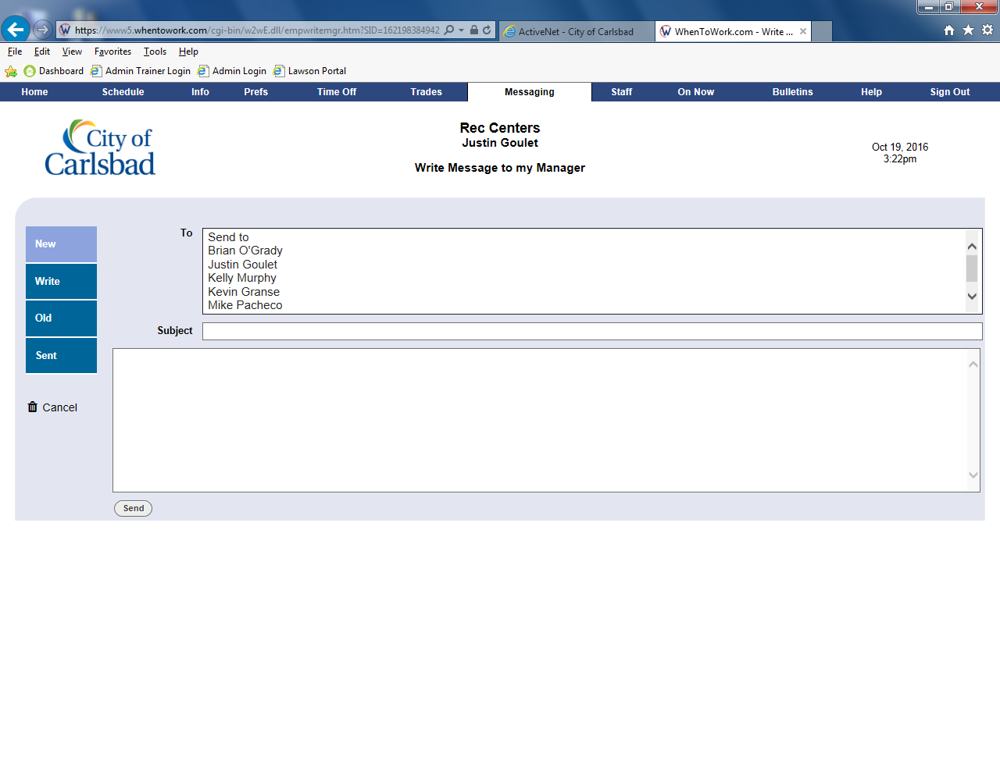 https://www5.whentowork.com/cgi-bin/w2wE.dll/empwritemgr.htm?SID=162198384942
ActiveNet - City of Carlsbad
WhenToWork.com - Write ...
File Edit View Favorites Tools Help
Dashboard Admin Trainer Login Admin Login Lawson Portal
Home Schedule Info Prefs Time Off Trades Messaging Staff On Now Bulletins Help Sign Out
City of
Carlsbad
Rec Centers
Justin Goulet
Write Message to my Manager
Oct 19, 2016
3:22pm
New
Write
Old
Sent
Cancel
To
Send to
Brian O'Grady
Justin Goulet
Kelly Murphy
Kevin Granse
Mike Pacheco
Subject
Send